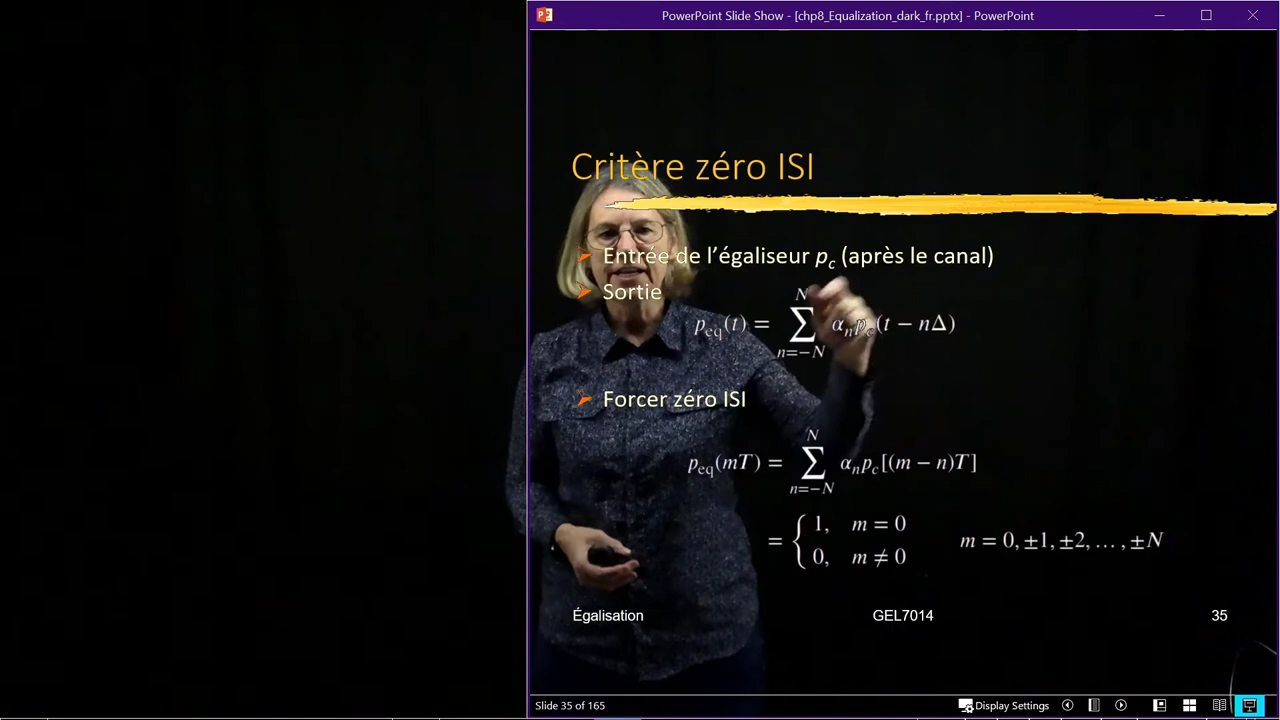 PowerPoint Slide Show - [chp8_Equalization_dark_fr.pptx] - PowerPoint
Critère zéro ISI
Entrée de l'égaliseur p_c (après le canal)
Sortie
p_eq(t) = ∑_{n=−N}^{N} α_n p_c(t − nΔ)
Forcer zéro ISI
p_eq(mT) = ∑_{n=−N}^{N} α_n p_c[(m − n)T]
= { 1, m = 0
0, m ≠ 0 m = 0, ±1, ±2, …, ±N
Égalisation GEL7014 35
Slide 35 of 165 Display Settings